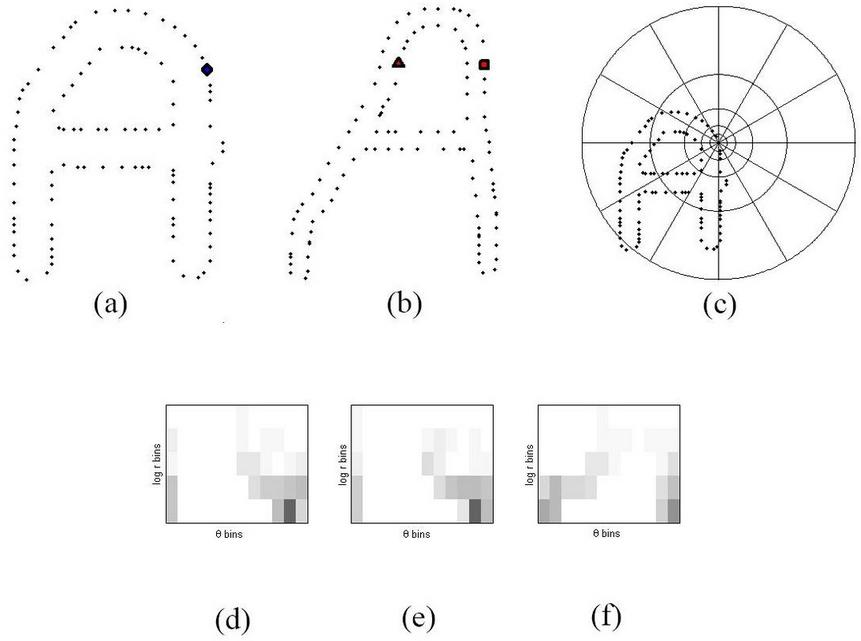 (a) (b) (c)
log r bins log r bins log r bins
θ bins θ bins θ bins
(d) (e) (f)